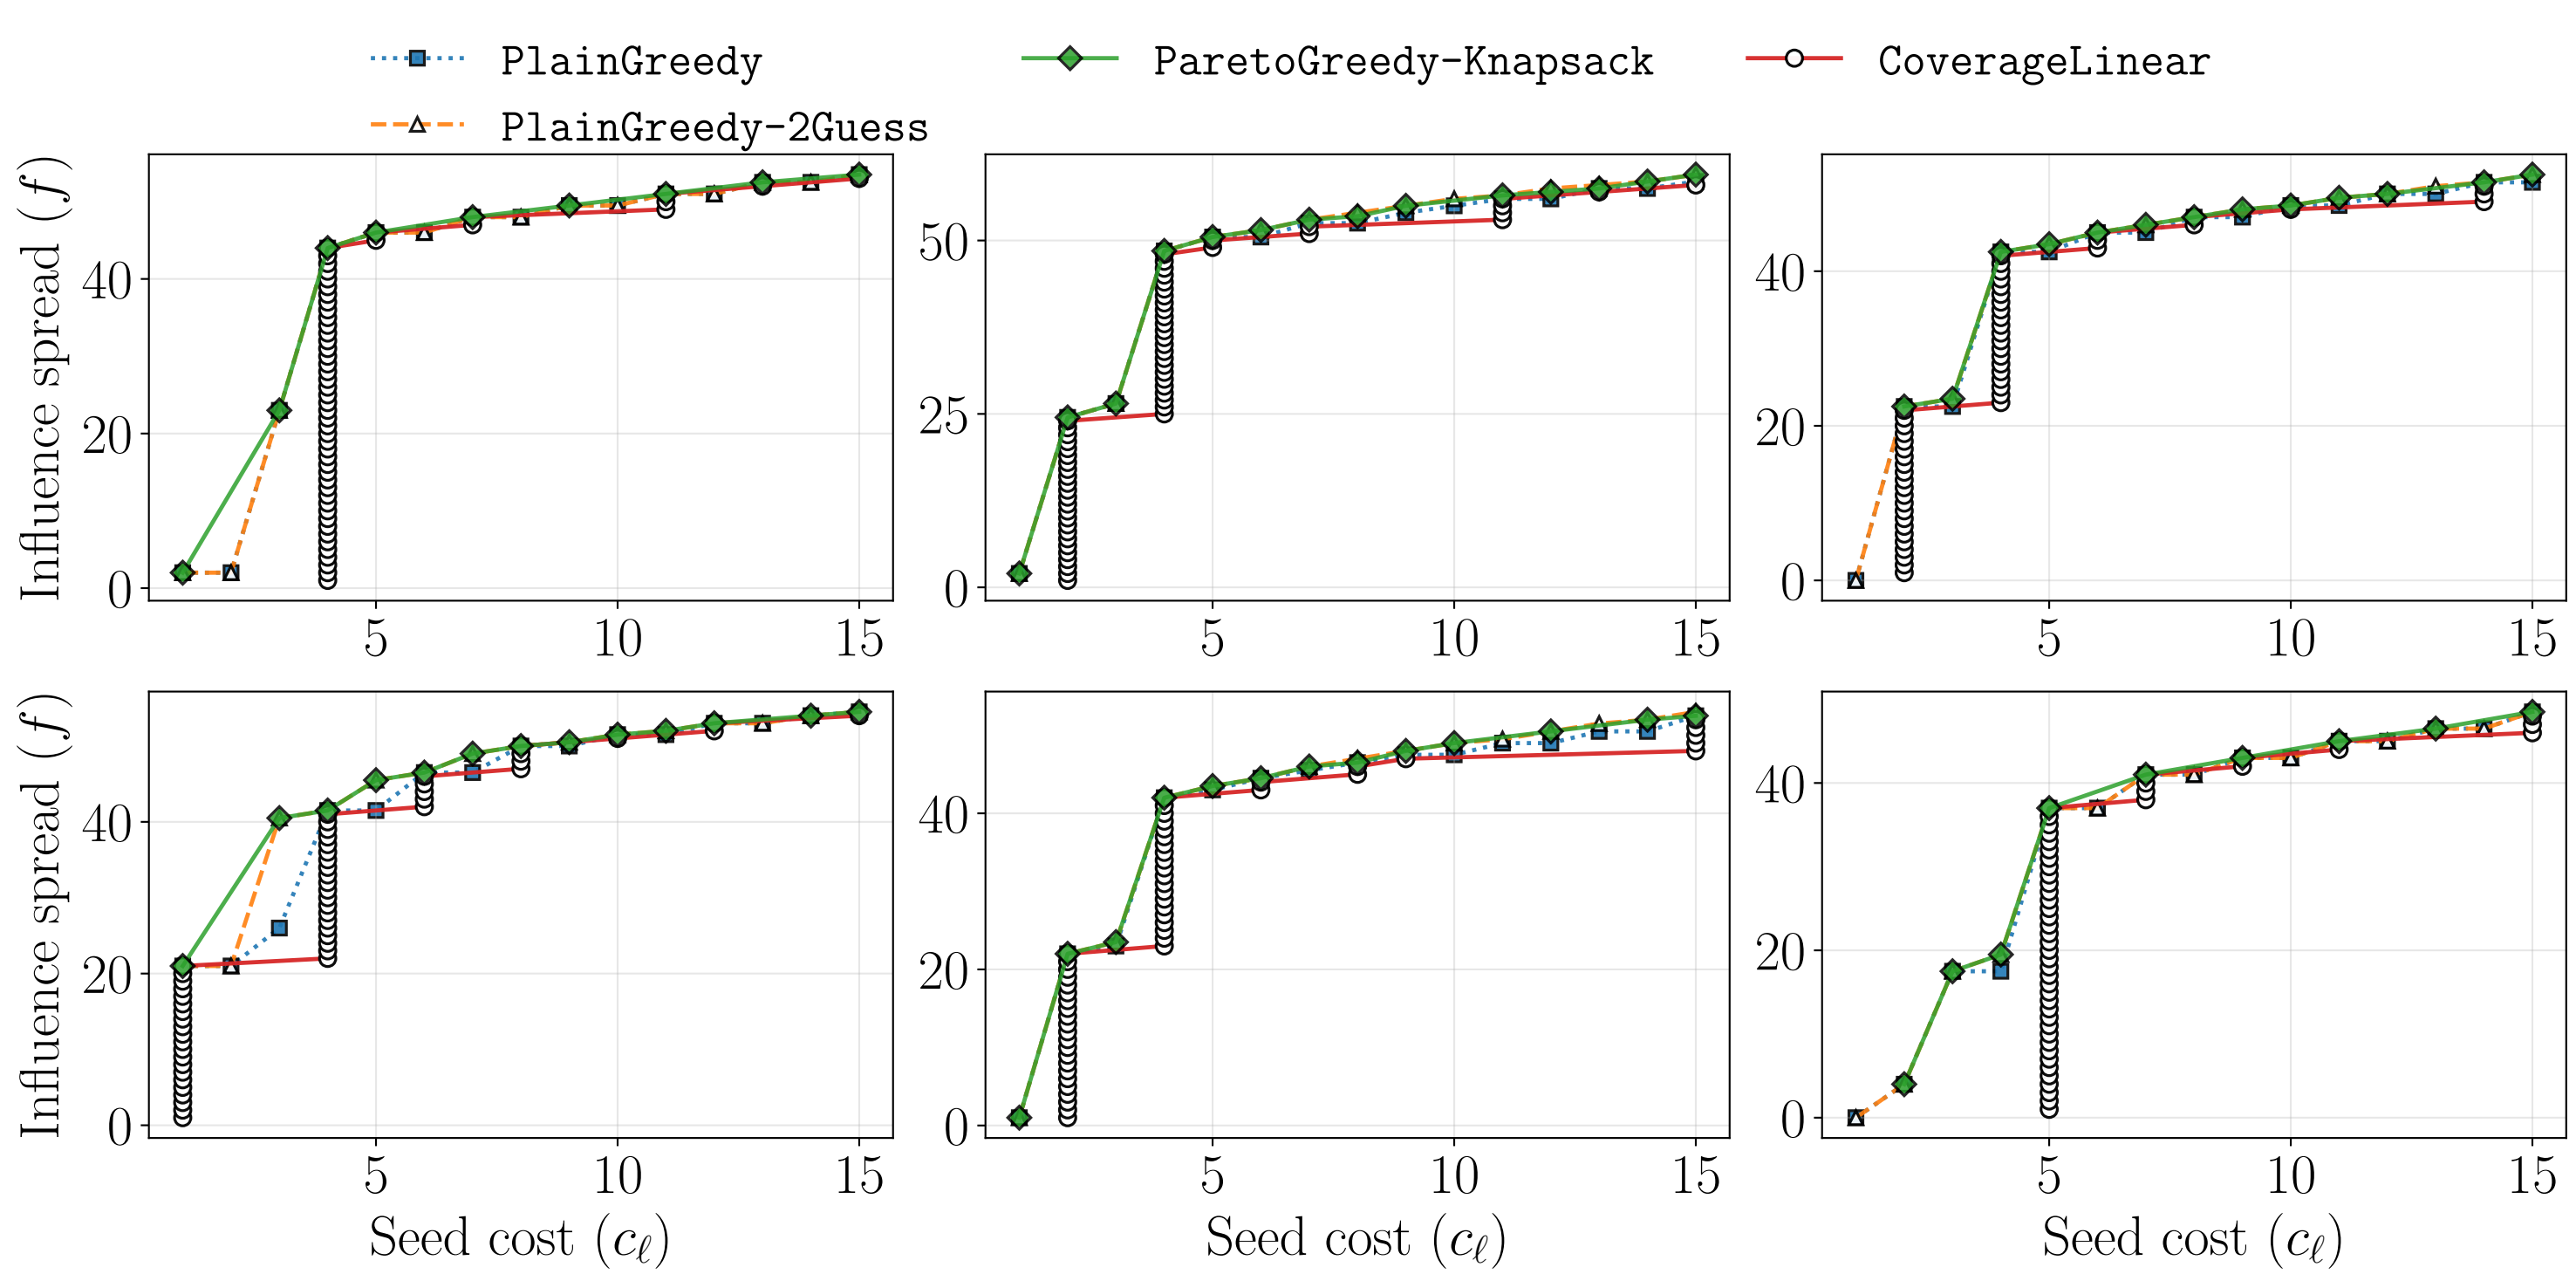 PlainGreedy ParetoGreedy-Knapsack CoverageLinear
PlainGreedy-2Guess
Influence spread (f)
40
20
0
5 10 15
50
25
0
5 10 15
40
20
0
5 10 15
Influence spread (f)
40
20
0
5 10 15
Seed cost (cℓ)
40
20
0
5 10 15
Seed cost (cℓ)
40
20
0
5 10 15
Seed cost (cℓ)